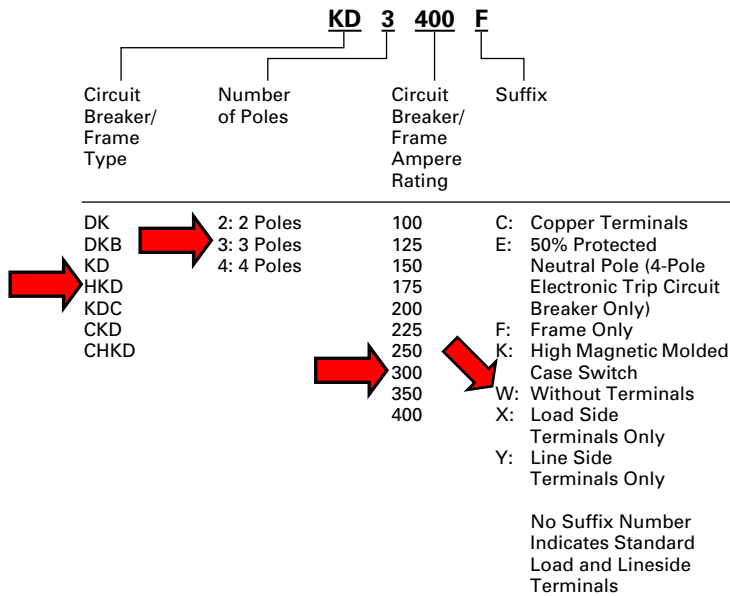 KD 3 400 F
Circuit
Breaker/
Frame
Type
Number
of Poles
Circuit
Breaker/
Frame
Ampere
Rating
Suffix
DK
DKB
KD
HKD
KDC
CKD
CHKD
2: 2 Poles
3: 3 Poles
4: 4 Poles
100
125
150
175
200
225
250
300
350
400
C: Copper Terminals
E: 50% Protected
Neutral Pole (4-Pole
Electronic Trip Circuit
Breaker Only)
F: Frame Only
K: High Magnetic Molded
Case Switch
W: Without Terminals
X: Load Side
Terminals Only
Y: Line Side
Terminals Only
No Suffix Number
Indicates Standard
Load and Lineside
Terminals